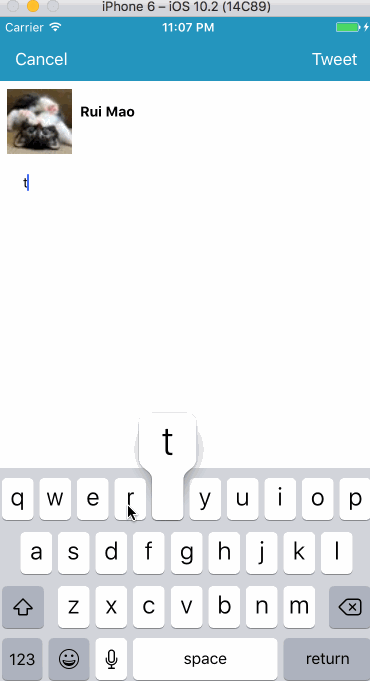 iPhone 6 – iOS 10.2 (14C89)
Carrier 11:07 PM
Cancel Tweet
Rui Mao
t
t
q w e r y u i o p
a s d f g h j k l
z x c v b n m
123 space return